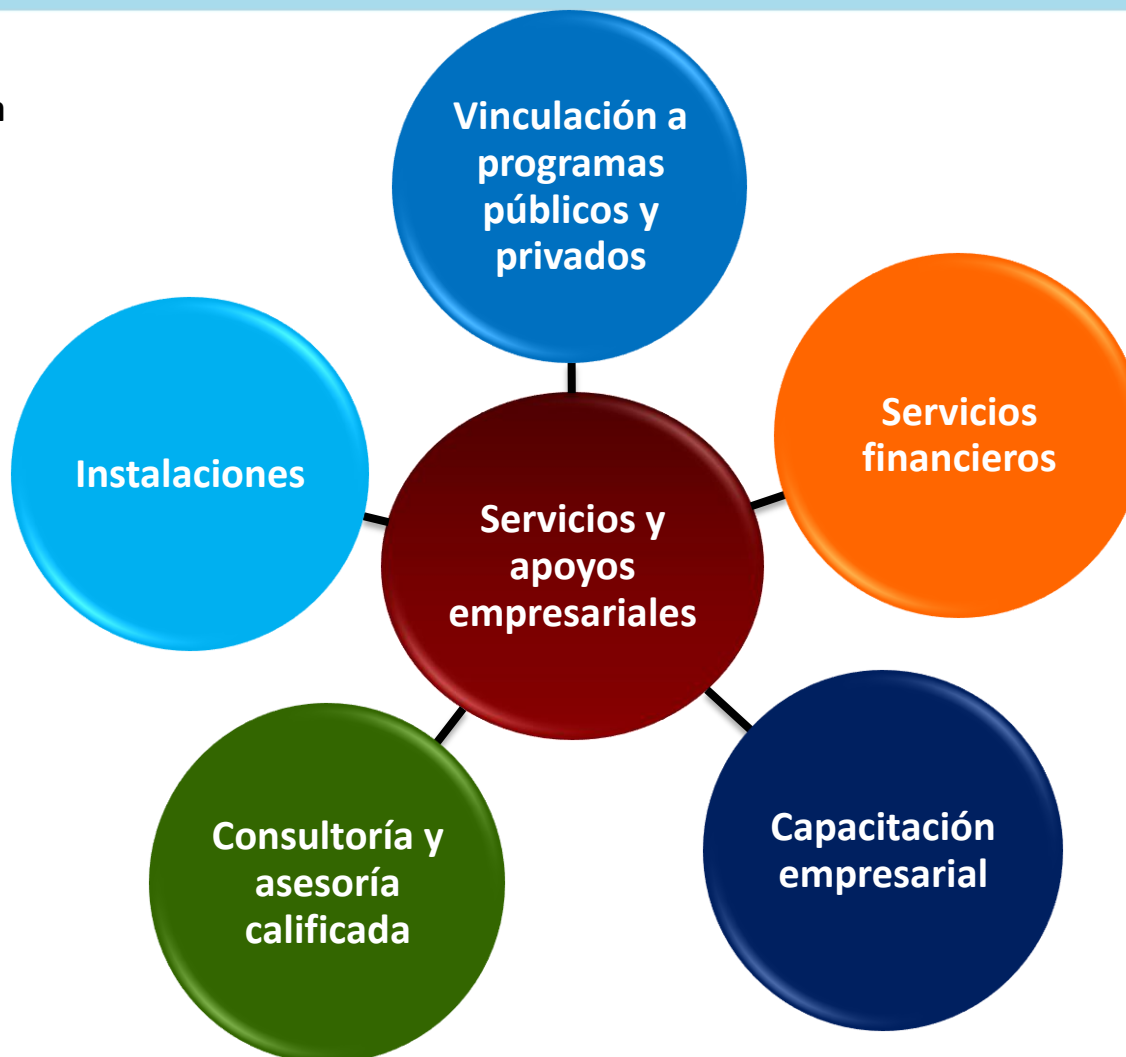 Vinculación a
programas
públicos y
privados
Servicios
financieros
Instalaciones
Servicios y
apoyos
empresariales
Capacitación
empresarial
Consultoría y
asesoría
calificada